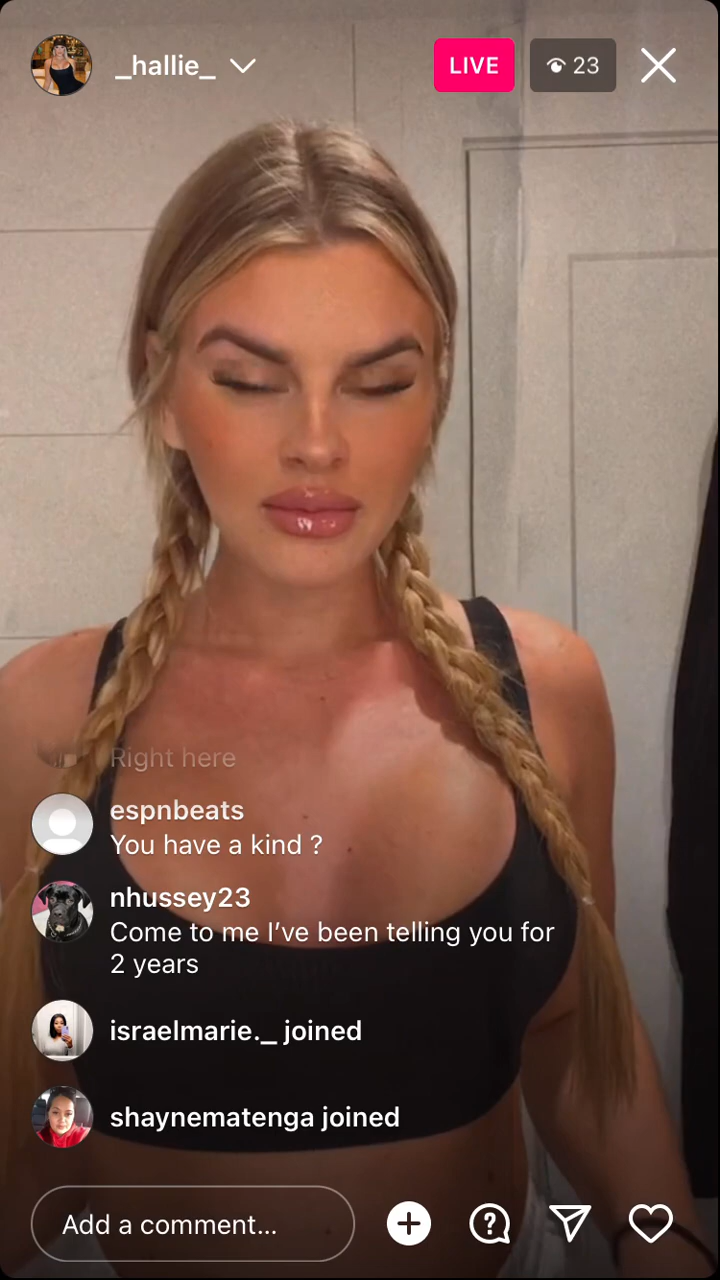 _hallie_
LIVE
23
Right here
espnbeats
You have a kind ?
nhussey23
Come to me I’ve been telling you for
2 years
israelmarie._ joined
shaynematenga joined
Add a comment...